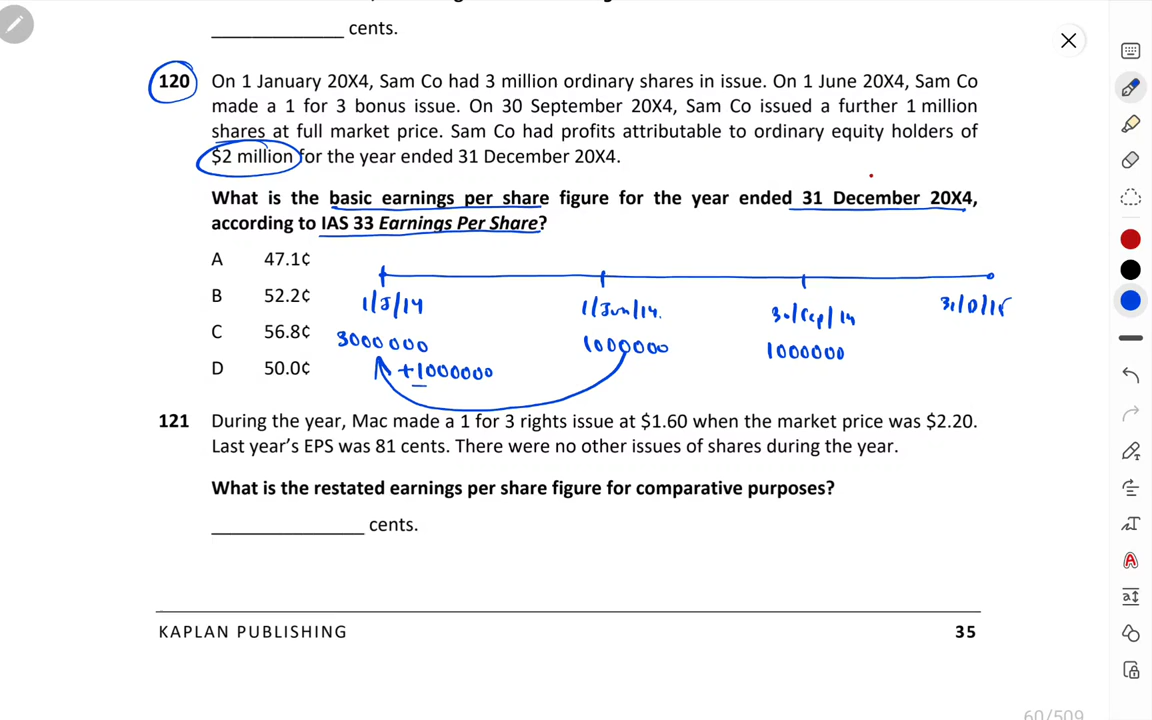 cents.
120 On 1 January 20X4, Sam Co had 3 million ordinary shares in issue. On 1 June 20X4, Sam Co
made a 1 for 3 bonus issue. On 30 September 20X4, Sam Co issued a further 1 million
shares at full market price. Sam Co had profits attributable to ordinary equity holders of
$2 million for the year ended 31 December 20X4.
What is the basic earnings per share figure for the year ended 31 December 20X4,
according to IAS 33 Earnings Per Share?
A 47.1¢
B 52.2¢
C 56.8¢
D 50.0¢
1/J/14 1/Jun/14. 30/Sep/14 31/D/15
3000000 1000000 1000000
+1000000
121 During the year, Mac made a 1 for 3 rights issue at $1.60 when the market price was $2.20.
Last year's EPS was 81 cents. There were no other issues of shares during the year.
What is the restated earnings per share figure for comparative purposes?
cents.
KAPLAN PUBLISHING 35
60/509